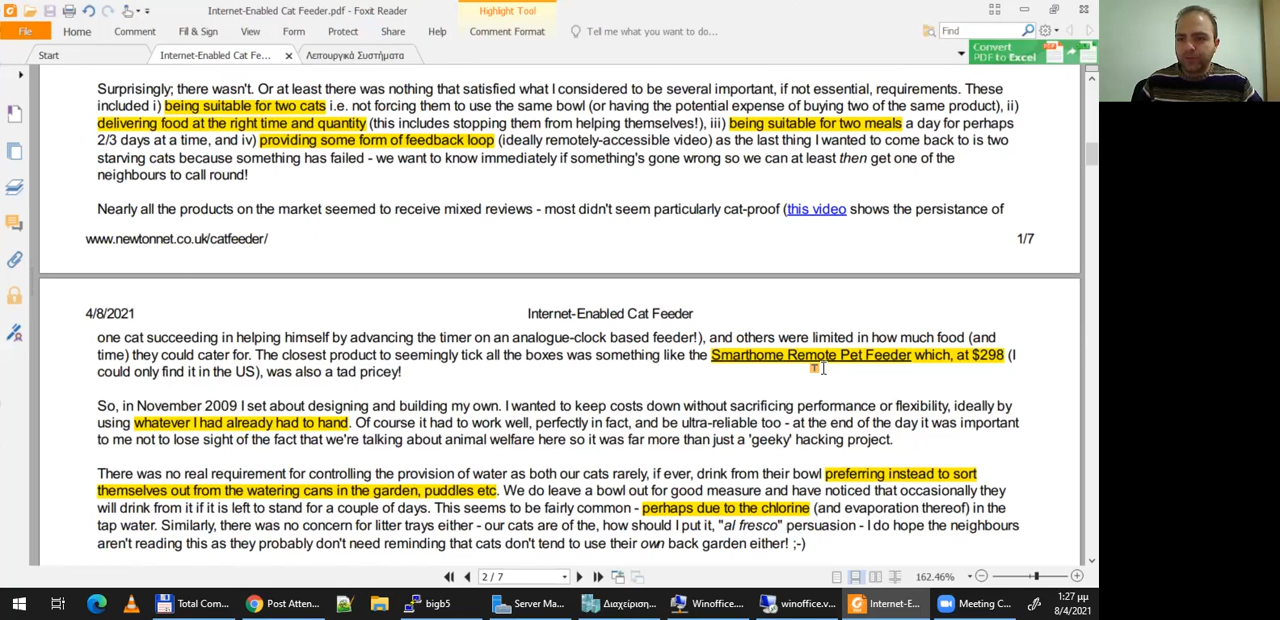 Internet-Enabled Cat Feeder.pdf - Foxit Reader
Highlight Tool
File
Home
Comment
Fill & Sign
View
Form
Protect
Share
Help
Comment Format
Tell me what you want to do...
Find
Start
Internet-Enabled Cat Fe...
Λειτουργικά Συστήματα
Convert
PDF to Excel
Surprisingly; there wasn't. Or at least there was nothing that satisfied what I considered to be several important, if not essential, requirements. These
included i) being suitable for two cats i.e. not forcing them to use the same bowl (or having the potential expense of buying two of the same product), ii)
delivering food at the right time and quantity (this includes stopping them from helping themselves!), iii) being suitable for two meals a day for perhaps
2/3 days at a time, and iv) providing some form of feedback loop (ideally remotely-accessible video) as the last thing I wanted to come back to is two
starving cats because something has failed - we want to know immediately if something's gone wrong so we can at least then get one of the
neighbours to call round!
Nearly all the products on the market seemed to receive mixed reviews - most didn't seem particularly cat-proof (this video shows the persistance of
www.newtonnet.co.uk/catfeeder/
1/7
4/8/2021
Internet-Enabled Cat Feeder
one cat succeeding in helping himself by advancing the timer on an analogue-clock based feeder!), and others were limited in how much food (and
time) they could cater for. The closest product to seemingly tick all the boxes was something like the Smarthome Remote Pet Feeder which, at $298 (I
could only find it in the US), was also a tad pricey!
So, in November 2009 I set about designing and building my own. I wanted to keep costs down without sacrificing performance or flexibility, ideally by
using whatever I had already had to hand. Of course it had to work well, perfectly in fact, and be ultra-reliable too - at the end of the day it was important
to me not to lose sight of the fact that we're talking about animal welfare here so it was far more than just a 'geeky' hacking project.
There was no real requirement for controlling the provision of water as both our cats rarely, if ever, drink from their bowl preferring instead to sort
themselves out from the watering cans in the garden, puddles etc. We do leave a bowl out for good measure and have noticed that occasionally they
will drink from it if it is left to stand for a couple of days. This seems to be fairly common - perhaps due to the chlorine (and evaporation thereof) in the
tap water. Similarly, there was no concern for litter trays either - our cats are of the, how should I put it, "al fresco" persuasion - I do hope the neighbours
aren't reading this as they probably don't need reminding that cats don't tend to use their own back garden either! ;-)
2 / 7
162.46%
Total Com...
Post Atten...
bigb5
Server Ma...
Διαχείριση...
Winoffice....
winoffice.v...
Internet-E...
Meeting C...
1:27 μμ
8/4/2021